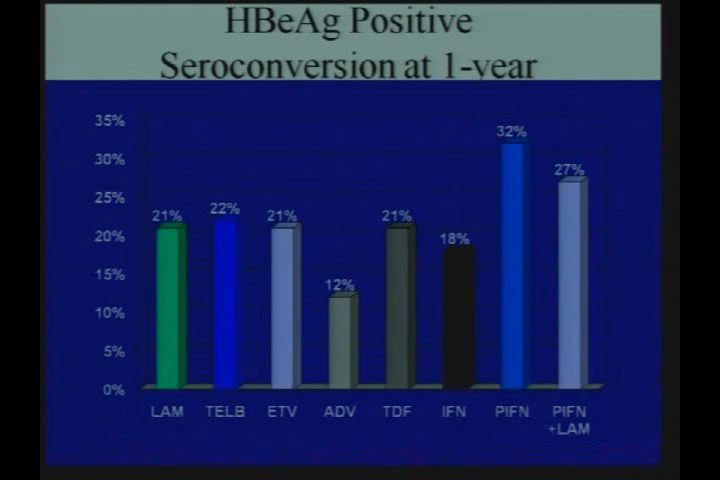 HBeAg Positive
Seroconversion at 1-year
35%
30%
25%
20%
15%
10%
5%
0%
21%
22%
21%
12%
21%
18%
32%
27%
LAM
TELB
ETV
ADV
TDF
IFN
PIFN
PIFN
+LAM